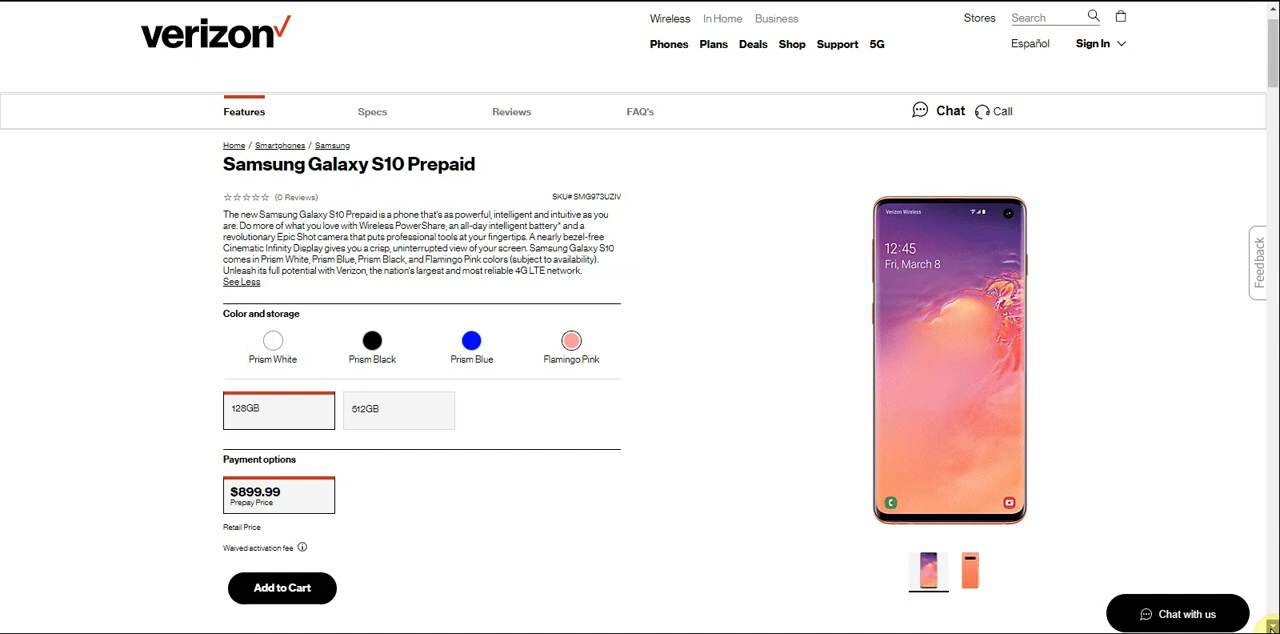 verizon✓
Wireless In Home Business
Stores Search
Phones Plans Deals Shop Support 5G
Español Sign In
Features Specs Reviews FAQ's
Chat Call
Home / Smartphones / Samsung
Samsung Galaxy S10 Prepaid
☆☆☆☆☆ (0 Reviews) SKU# SMG973UZIV
The new Samsung Galaxy S10 Prepaid is a phone that's as powerful, intelligent and intuitive as you
are. Do more of what you love with Wireless PowerShare, an all-day intelligent battery* and a
revolutionary Epic Shot camera that puts professional tools at your fingertips. A nearly bezel-free
Cinematic Infinity Display gives you a crisp, uninterrupted view of your screen. Samsung Galaxy S10
comes in Prism White, Prism Blue, Prism Black, and Flamingo Pink colors (subject to availability).
Unleash its full potential with Verizon, the nation's largest and most reliable 4G LTE network.
See Less
Color and storage
Prism White Prism Black Prism Blue Flamingo Pink
128GB 512GB
Payment options
$899.99
Prepay Price
Retail Price
Waived activation fee
Add to Cart
Verizon Wireless
12:45
Fri, March 8
Feedback
Chat with us